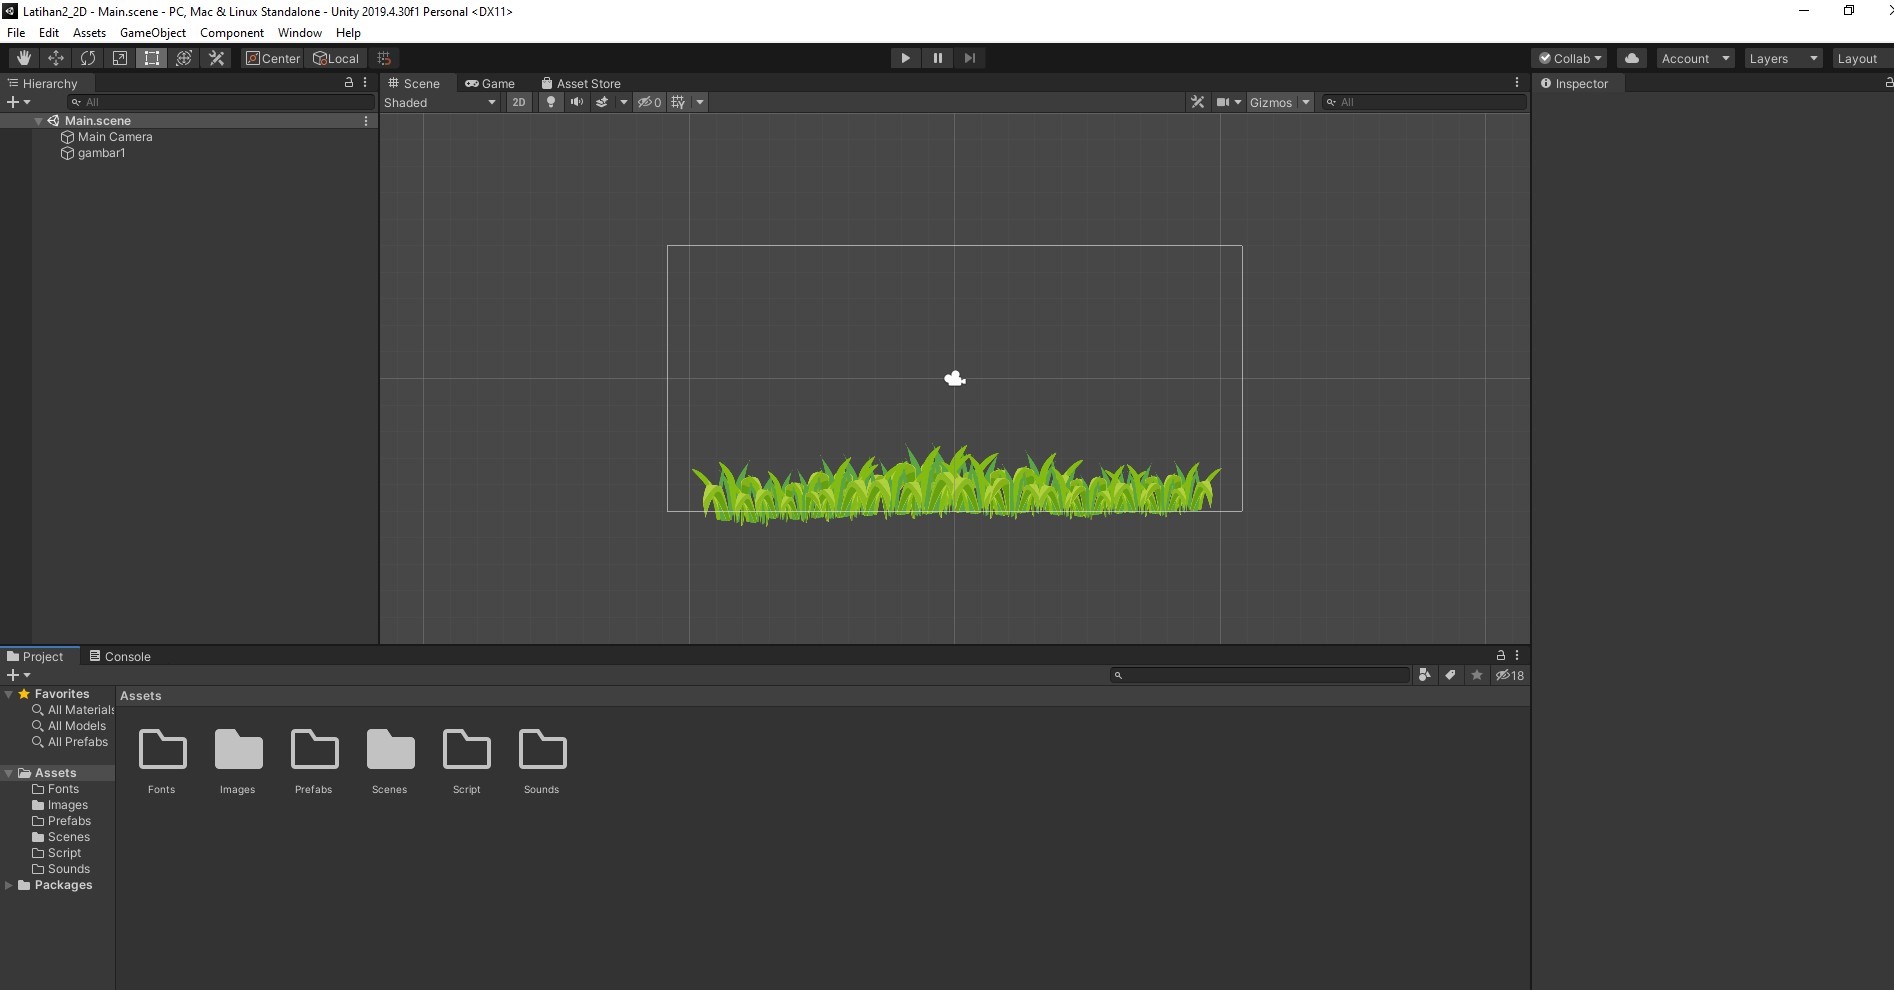 Latihan2_2D - Main.scene - PC, Mac & Linux Standalone - Unity 2019.4.30f1 Personal <DX11>
File Edit Assets GameObject Component Window Help
Center Local Collab Account Layers Layout
Hierarchy Scene Game Asset Store Inspector
All Shaded 2D 0 Gizmos All
Main.scene
Main Camera
gambar1
Project Console
18
Favorites Assets
All Materials
All Models
All Prefabs
Assets
Fonts
Images
Prefabs
Scenes
Script
Sounds
Packages
Fonts Images Prefabs Scenes Script Sounds